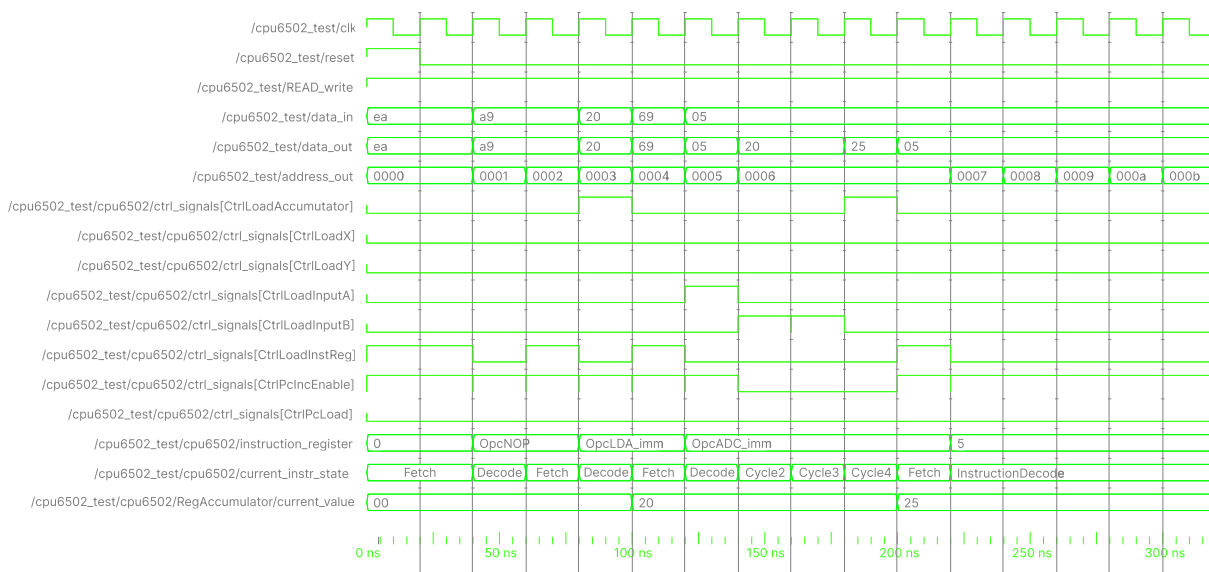 /cpu6502_test/clk
/cpu6502_test/reset
/cpu6502_test/READ_write
/cpu6502_test/data_in ea a9 20 69 05
/cpu6502_test/data_out ea a9 20 69 05 20 25 05
/cpu6502_test/address_out 0000 0001 0002 0003 0004 0005 0006 0007 0008 0009 000a 000b
/cpu6502_test/cpu6502/ctrl_signals[CtrlLoadAccumutator]
/cpu6502_test/cpu6502/ctrl_signals[CtrlLoadX]
/cpu6502_test/cpu6502/ctrl_signals[CtrlLoadY]
/cpu6502_test/cpu6502/ctrl_signals[CtrlLoadInputA]
/cpu6502_test/cpu6502/ctrl_signals[CtrlLoadInputB]
/cpu6502_test/cpu6502/ctrl_signals[CtrlLoadInstReg]
/cpu6502_test/cpu6502/ctrl_signals[CtrlPcIncEnable]
/cpu6502_test/cpu6502/ctrl_signals[CtrlPcLoad]
/cpu6502_test/cpu6502/instruction_register 0 OpcNOP OpcLDA_imm OpcADC_imm 5
/cpu6502_test/cpu6502/current_instr_state Fetch Decode Fetch Decode Fetch Decode Cycle2 Cycle3 Cycle4 Fetch InstructionDecode
/cpu6502_test/cpu6502/RegAccumulator/current_value 00 20 25
0 ns 50 ns 100 ns 150 ns 200 ns 250 ns 300 ns